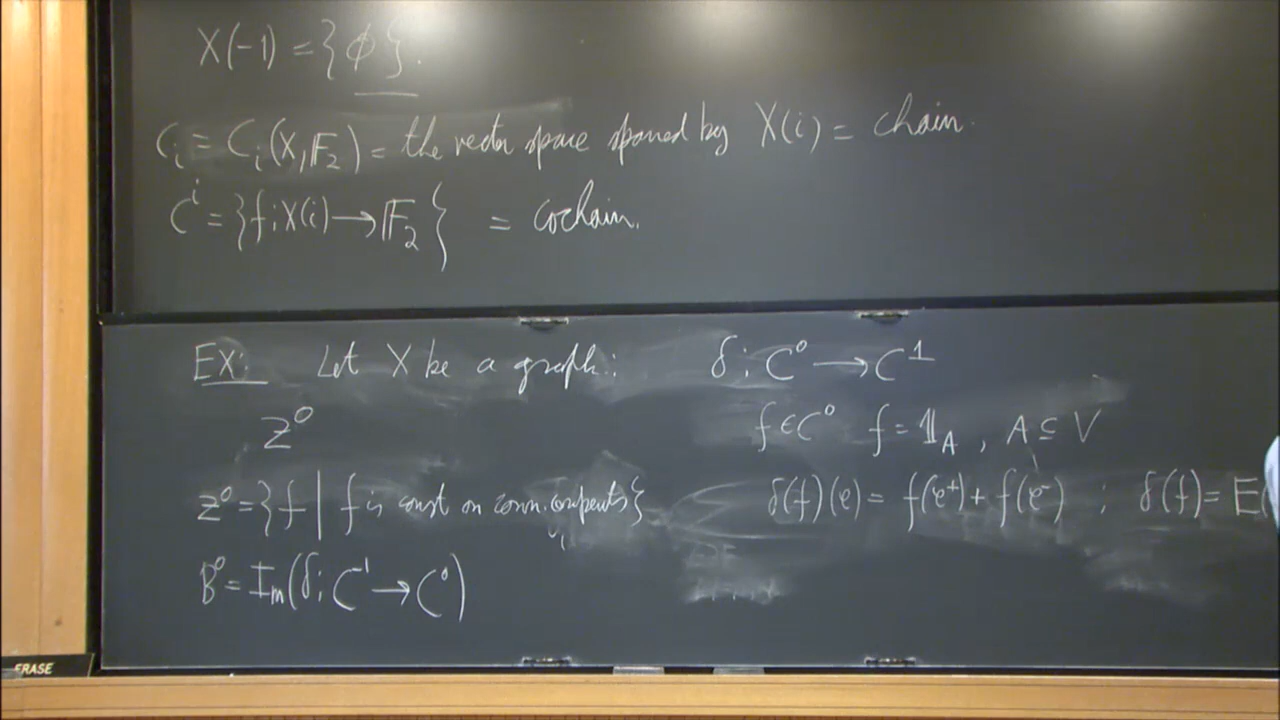 X(-1) = {ϕ}.
C_i = C_i(X, F_2) = the vector space spaned by X(i) = chain.
C^i = {f: X(i) → F_2} = cochain.
EX: Let X be a graph: δ: C^0 → C^1
Z^0 f ∈ C^0 f = 𝟙_A, A ⊆ V
Z^0 = {f | f is const on conn. components} δ(f)(e) = f(e^+) + f(e^-) ; δ(f) = E(
B^0 = Im(δ: C^{-1} → C^0)
ERASE